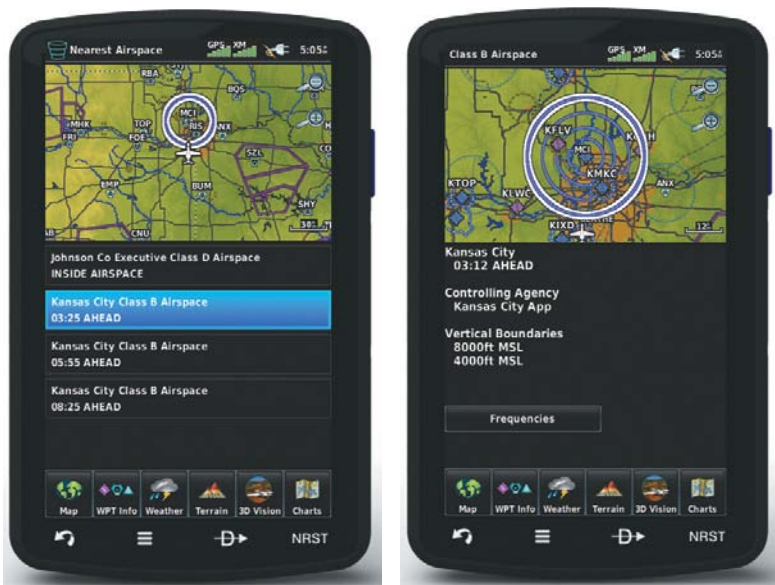 Nearest Airspace
GPS XM
5:05
RBA
BQS
MHK
TOP
MCI
RIS
ANX
FRI
FOE
SZL
EMP
BUM
SHY
CNU
38
Johnson Co Executive Class D Airspace
INSIDE AIRSPACE
Kansas City Class B Airspace
03:25 AHEAD
Kansas City Class B Airspace
05:55 AHEAD
Kansas City Class B Airspace
08:25 AHEAD
Map
WPT Info
Weather
Terrain
3D Vision
Charts
NRST
Class B Airspace
GPS XM
5:05
KFLV
MCI
KMKC
KTOP
KLWC
ANX
KIXD
12
Kansas City
03:12 AHEAD
Controlling Agency
Kansas City App
Vertical Boundaries
8000ft MSL
4000ft MSL
Frequencies
Map
WPT Info
Weather
Terrain
3D Vision
Charts
NRST